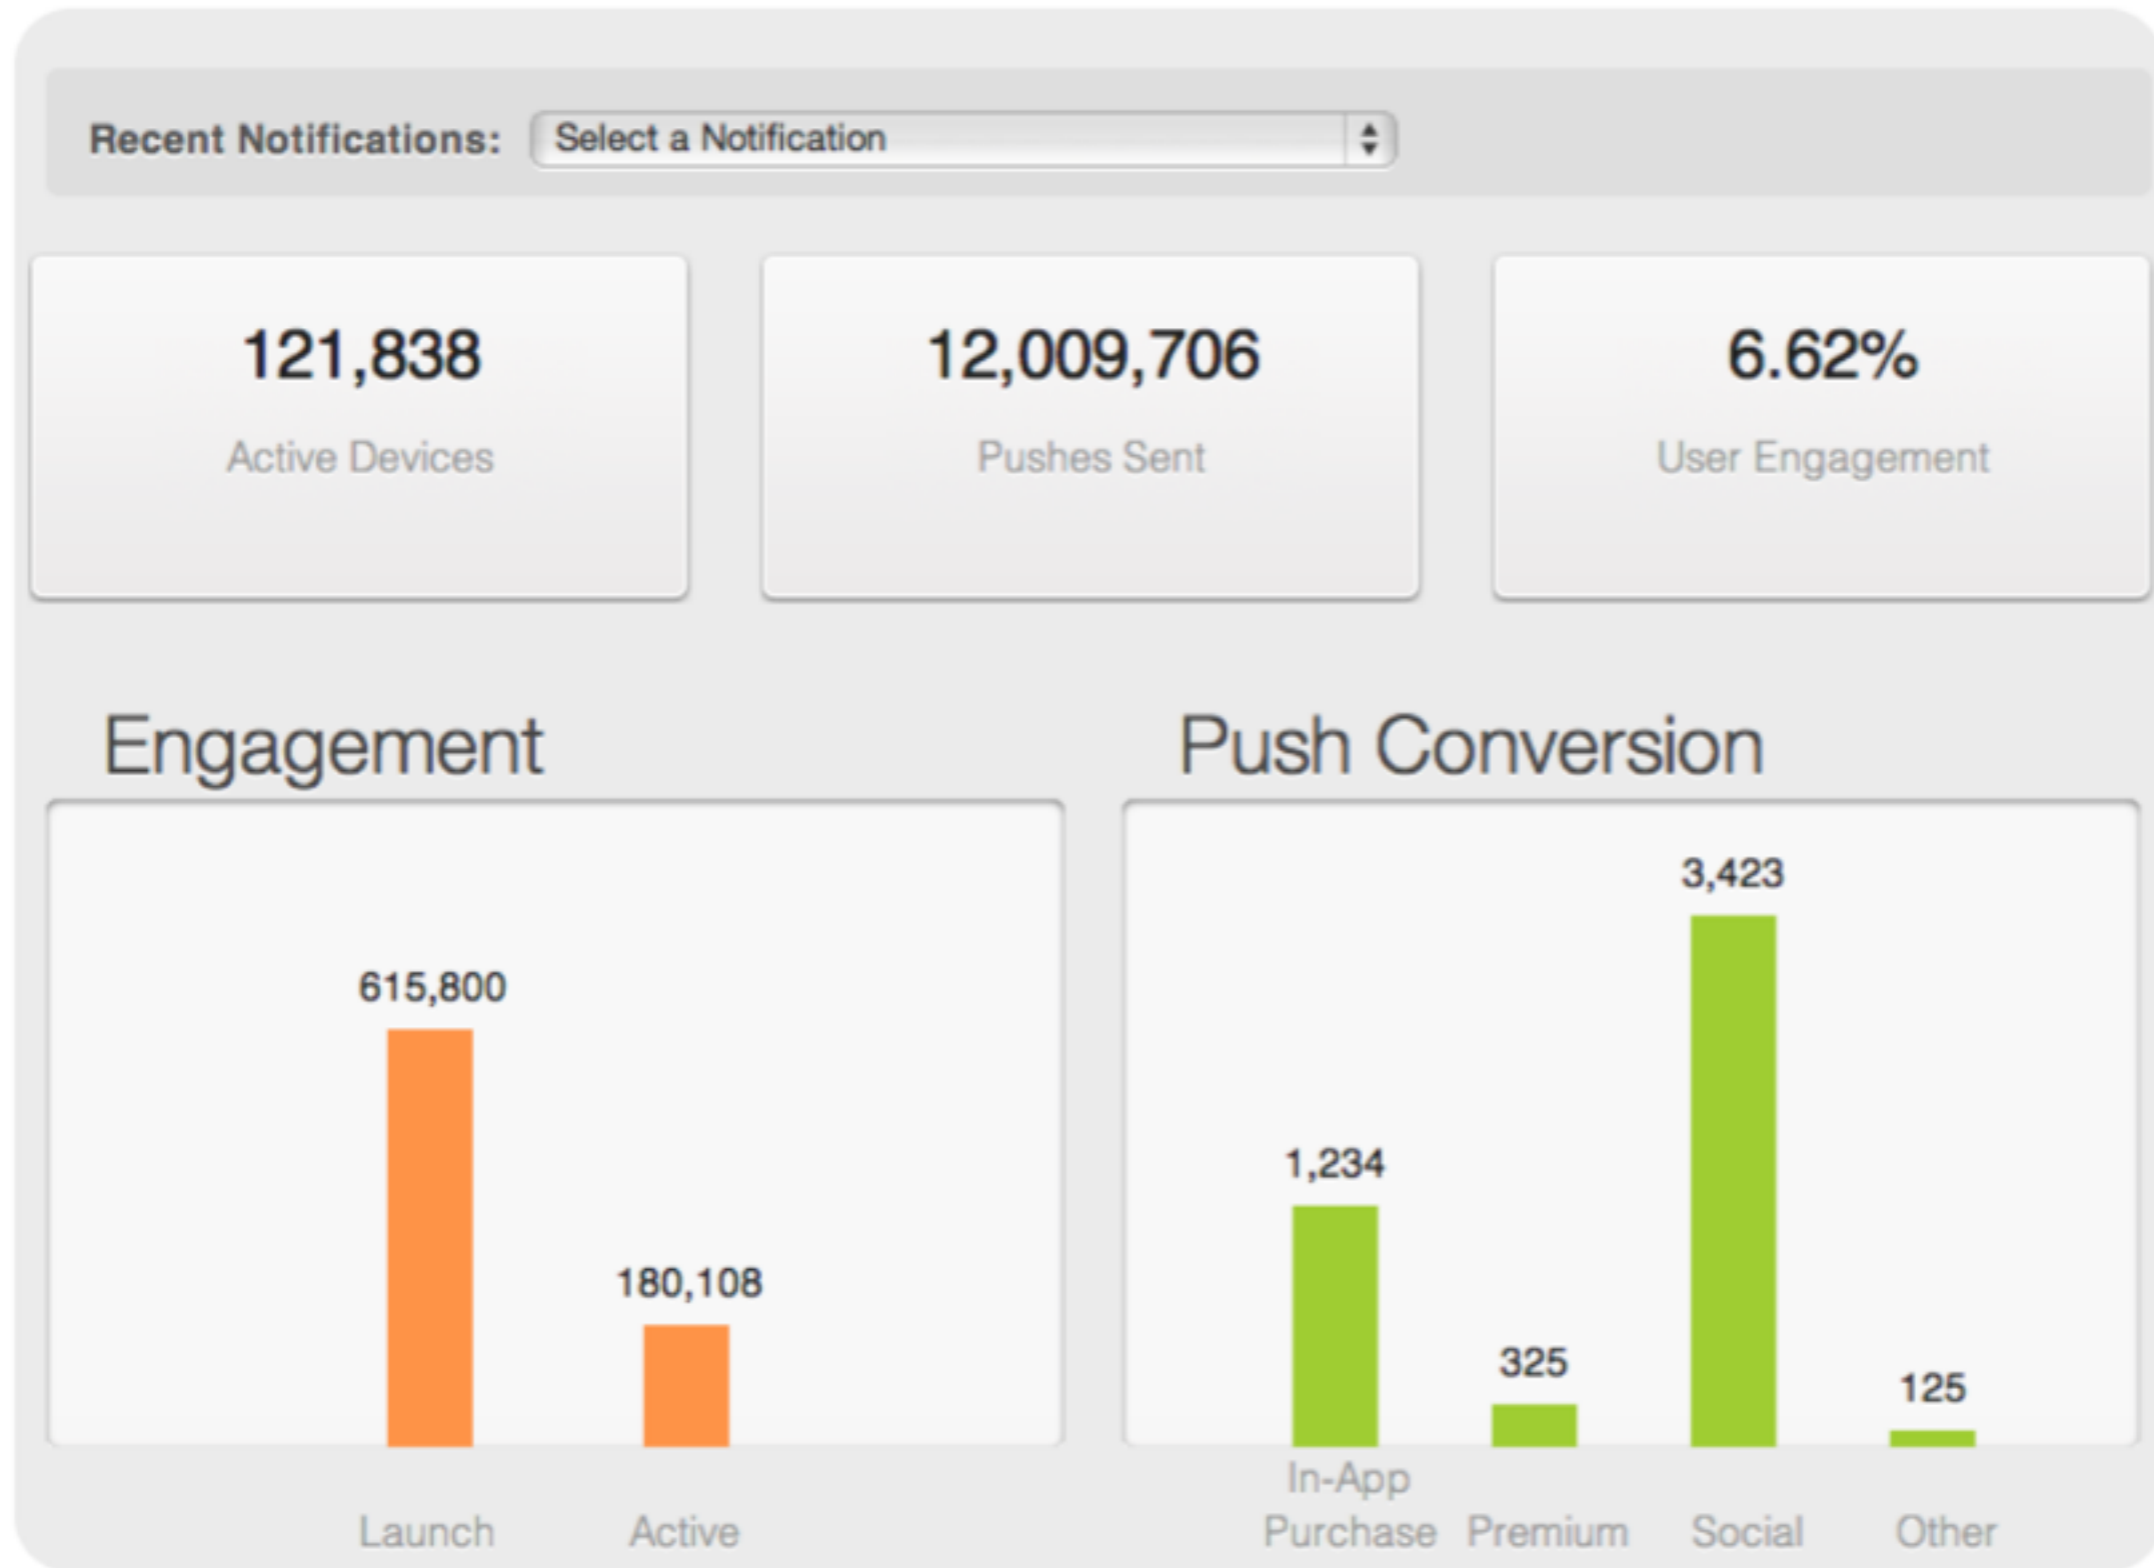 Recent Notifications: Select a Notification
121,838
Active Devices
12,009,706
Pushes Sent
6.62%
User Engagement
Engagement
615,800
180,108
Launch Active
Push Conversion
3,423
1,234
325
125
In-App
Purchase Premium Social Other